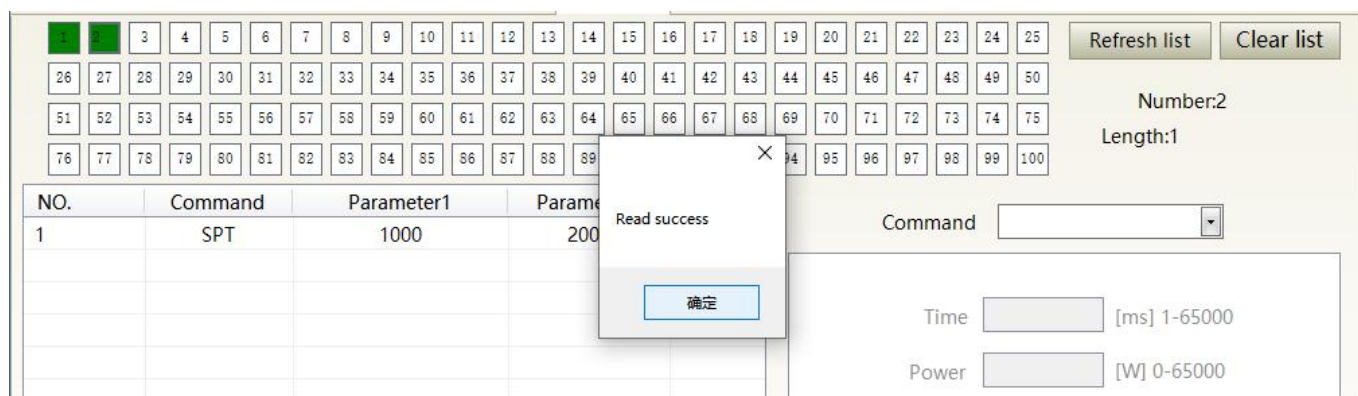 1 2 3 4 5 6 7 8 9 10 11 12 13 14 15 16 17 18 19 20 21 22 23 24 25 Refresh list Clear list
26 27 28 29 30 31 32 33 34 35 36 37 38 39 40 41 42 43 44 45 46 47 48 49 50
Number:2
51 52 53 54 55 56 57 58 59 60 61 62 63 64 65 66 67 68 69 70 71 72 73 74 75
Length:1
76 77 78 79 80 81 82 83 84 85 86 87 88 89 94 95 96 97 98 99 100
NO. Command Parameter1 Parame
Read success
Command
1 SPT 1000 200
确定
Time [ms] 1-65000
Power [W] 0-65000